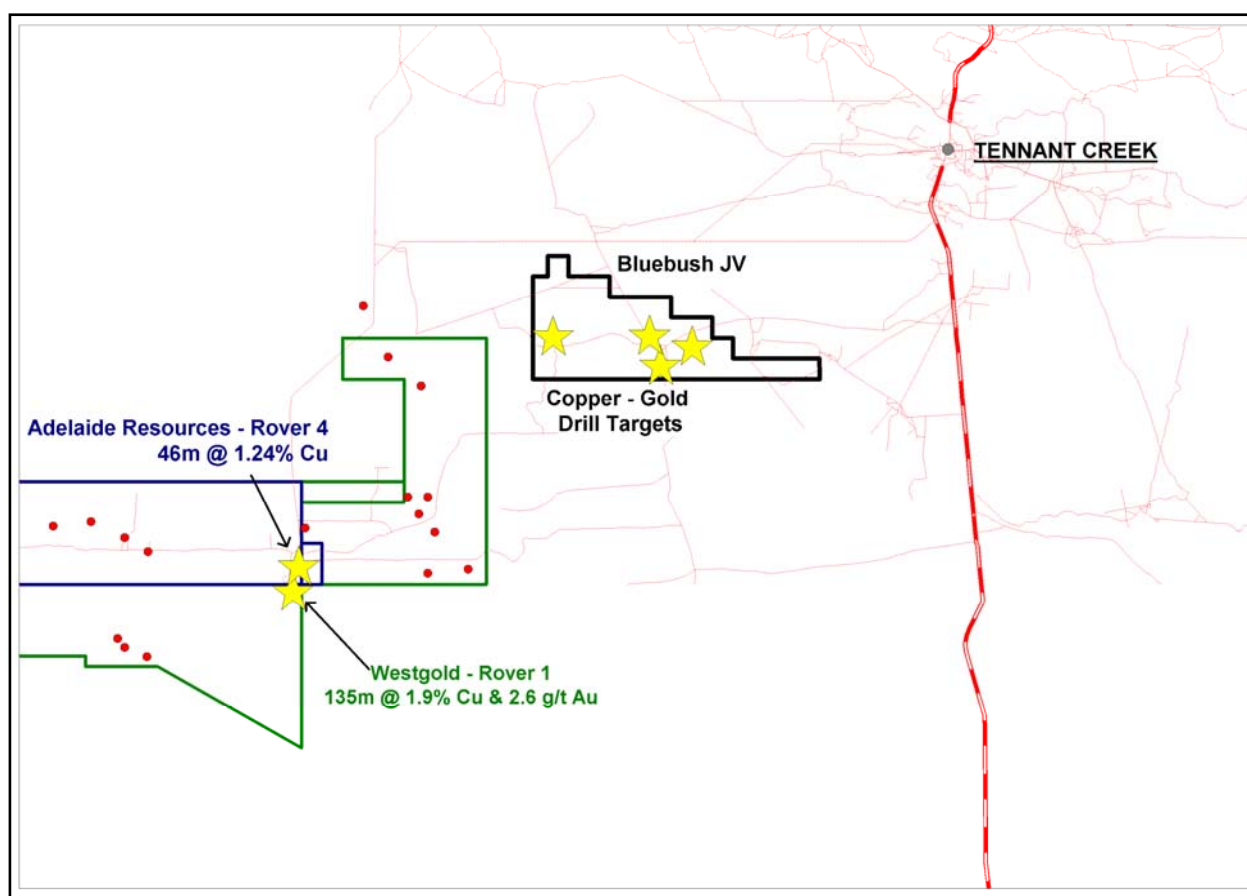 TENNANT CREEK
Bluebush JV
Copper - Gold
Drill Targets
Adelaide Resources - Rover 4
46m @ 1.24% Cu
Westgold - Rover 1
135m @ 1.9% Cu & 2.6 g/t Au